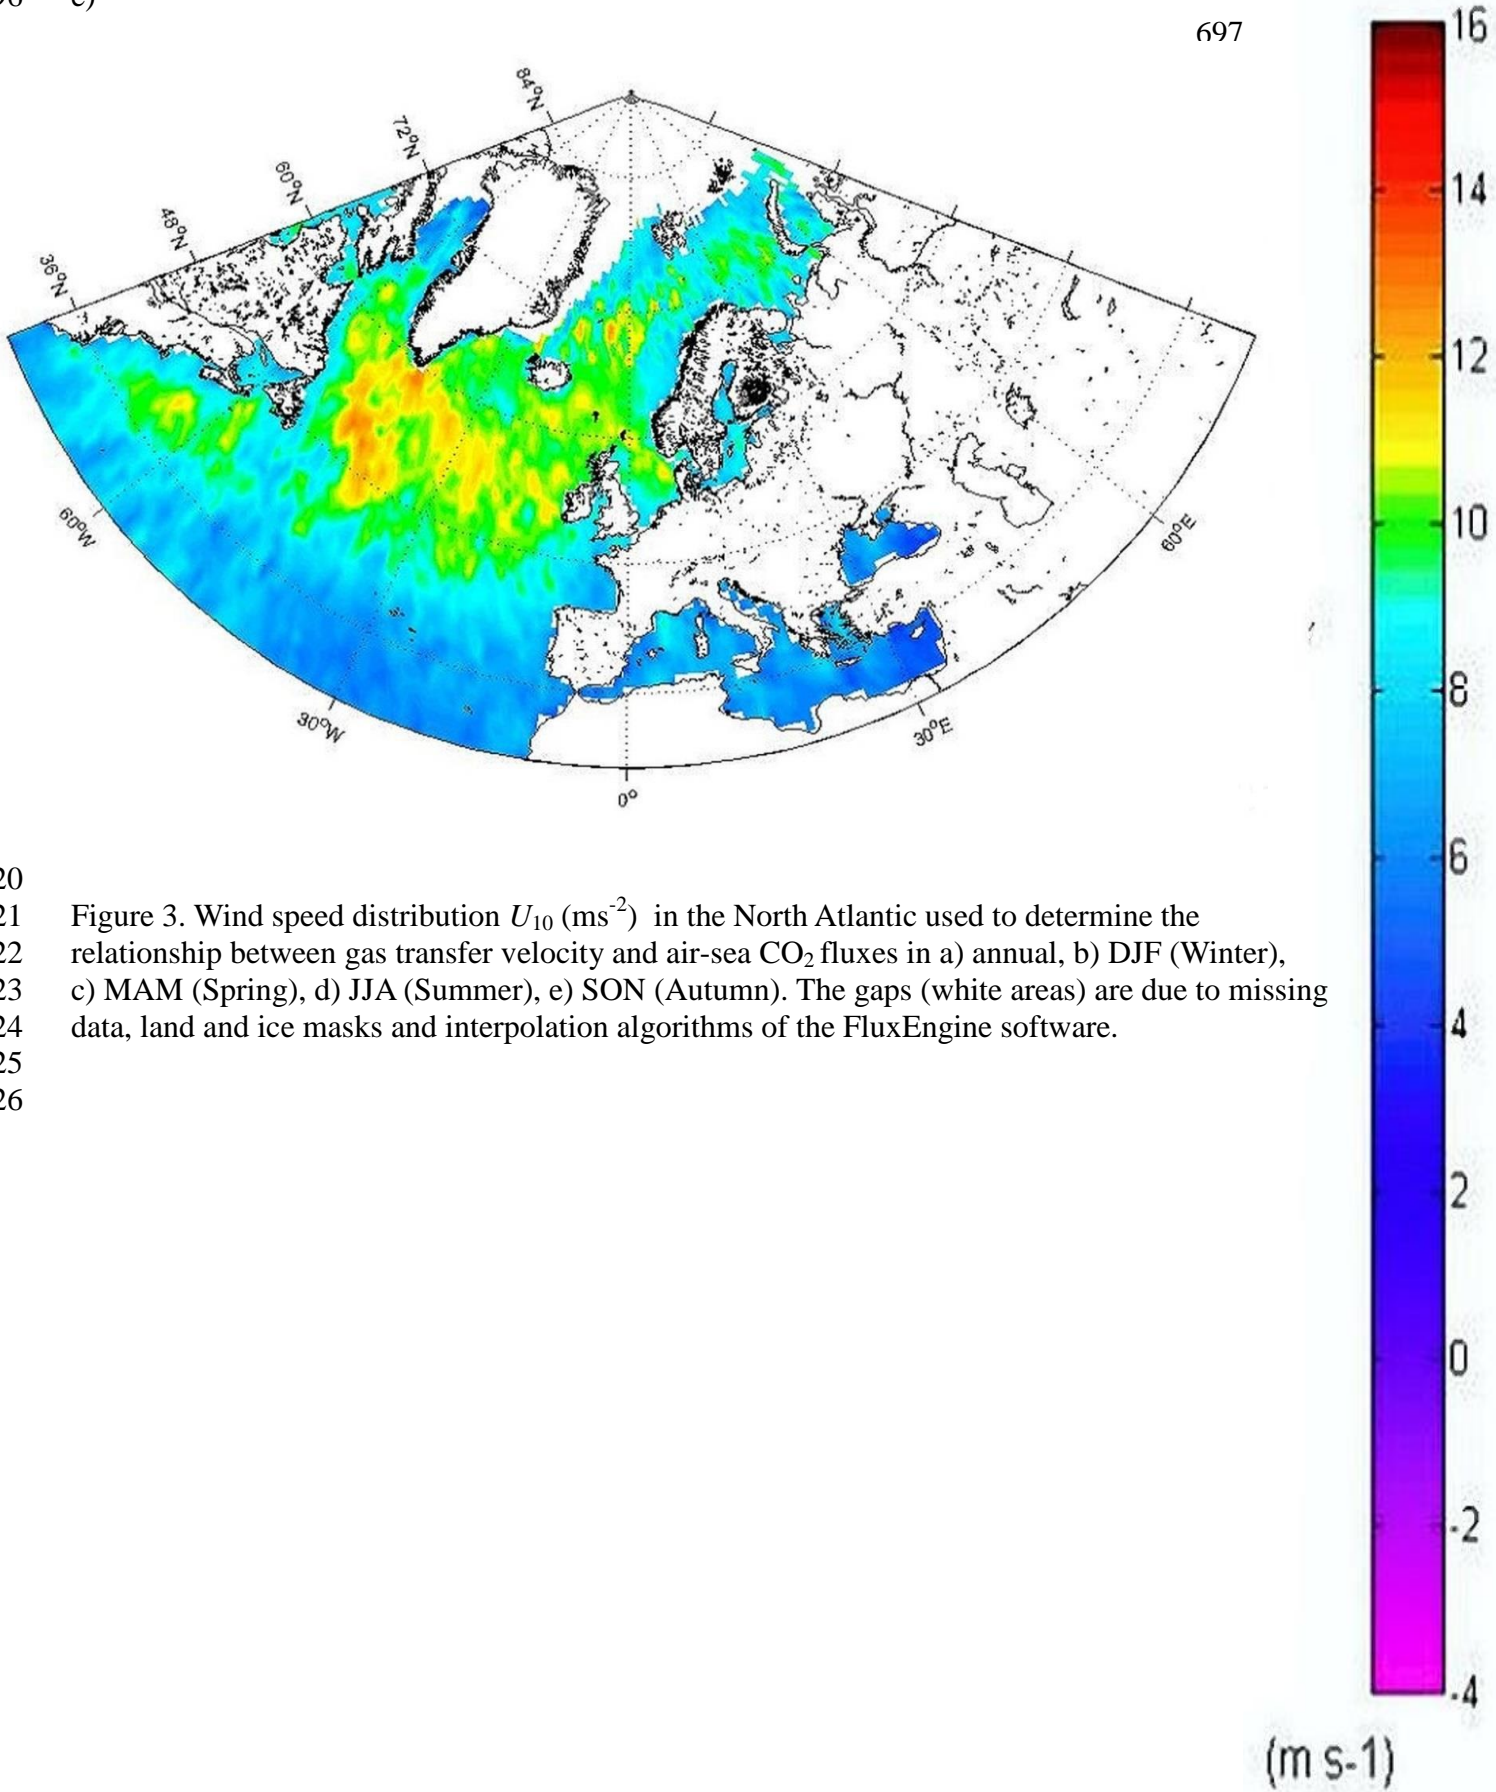 697
84°N
72°N
60°N
48°N
36°N
60°W
30°W
0°
30°E
60°E
16
14
12
10
8
6
4
2
0
-2
-4
(m s-1)
20
21 Figure 3. Wind speed distribution U10 (ms-2) in the North Atlantic used to determine the
22 relationship between gas transfer velocity and air-sea CO2 fluxes in a) annual, b) DJF (Winter),
23 c) MAM (Spring), d) JJA (Summer), e) SON (Autumn). The gaps (white areas) are due to missing
24 data, land and ice masks and interpolation algorithms of the FluxEngine software.
25
26